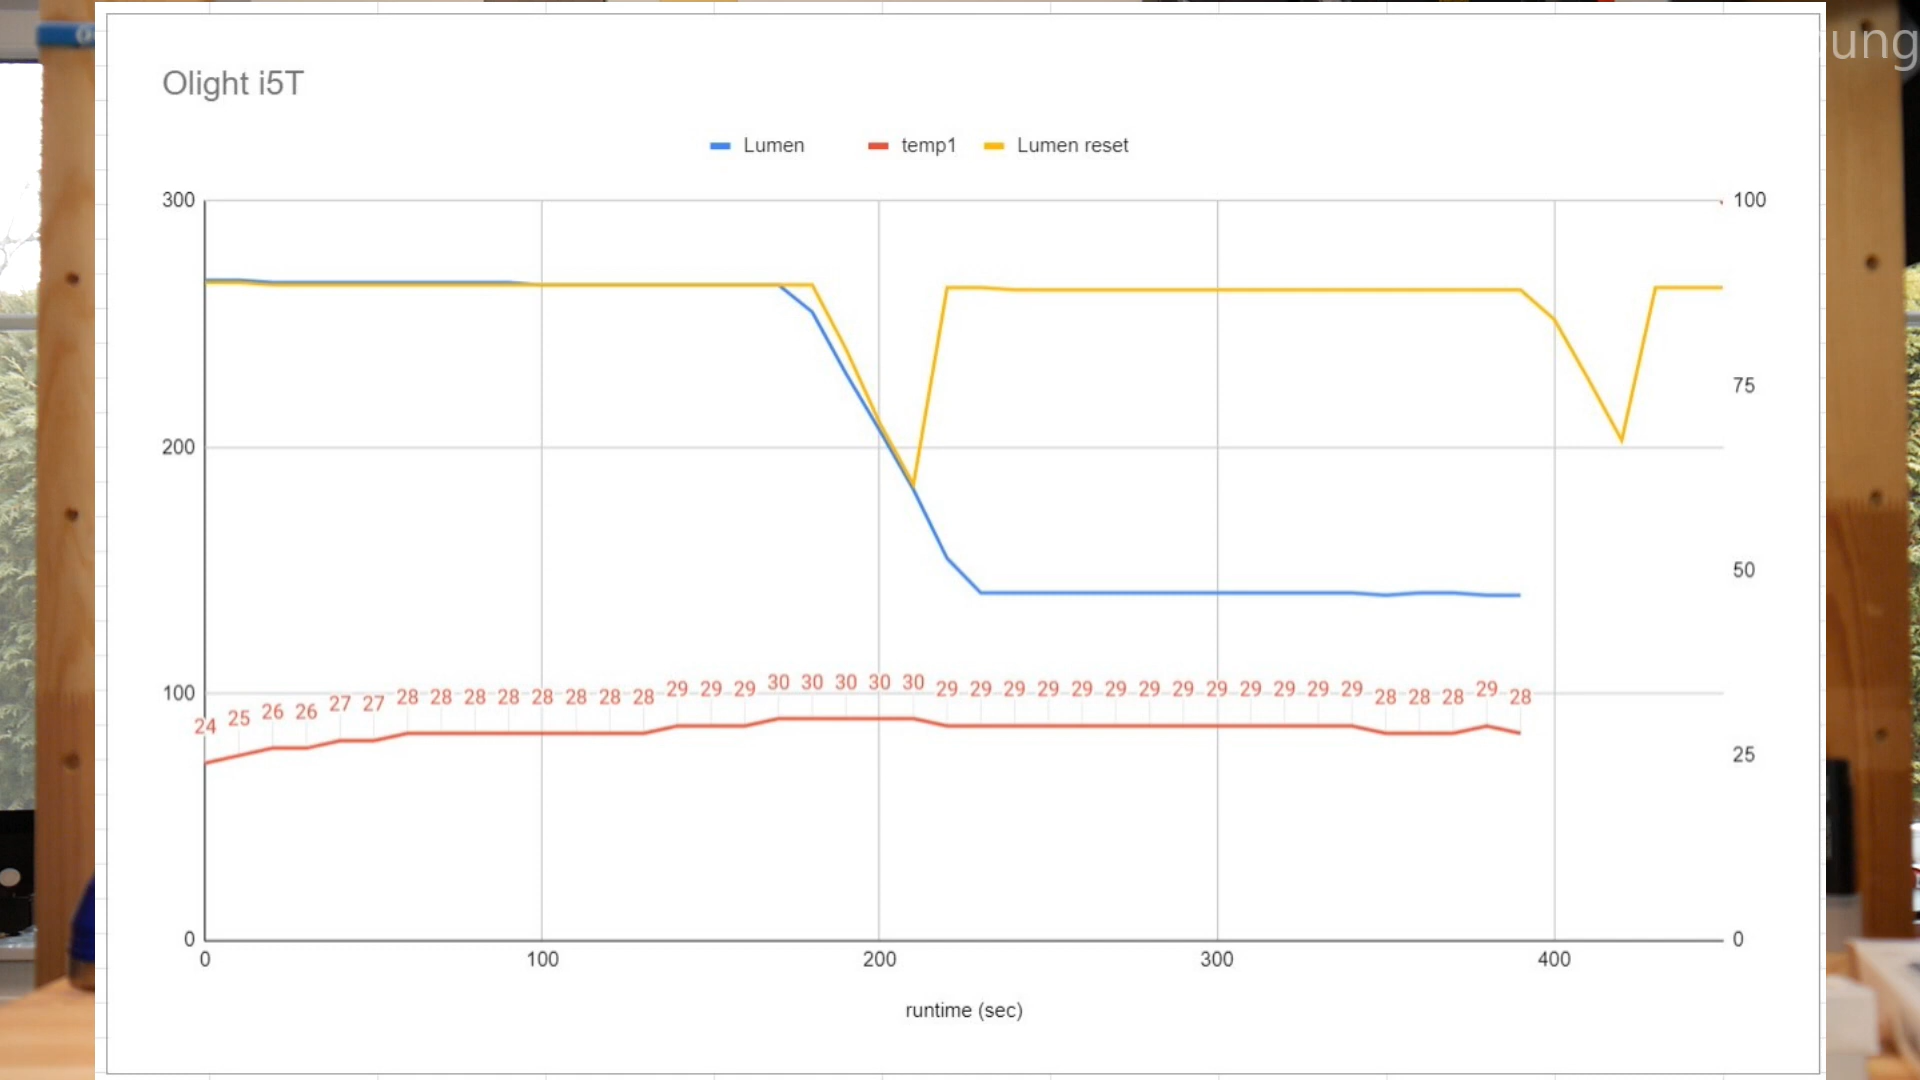 ung
Olight i5T
Lumen temp1 Lumen reset
300 100
75
200
50
100
24 25 26 26 27 27 28 28 28 28 28 28 28 28 29 29 29 30 30 30 30 30 29 29 29 29 29 29 29 29 29 29 29 29 29 28 28 28 29 28
25
0 0
0 100 200 300 400
runtime (sec)